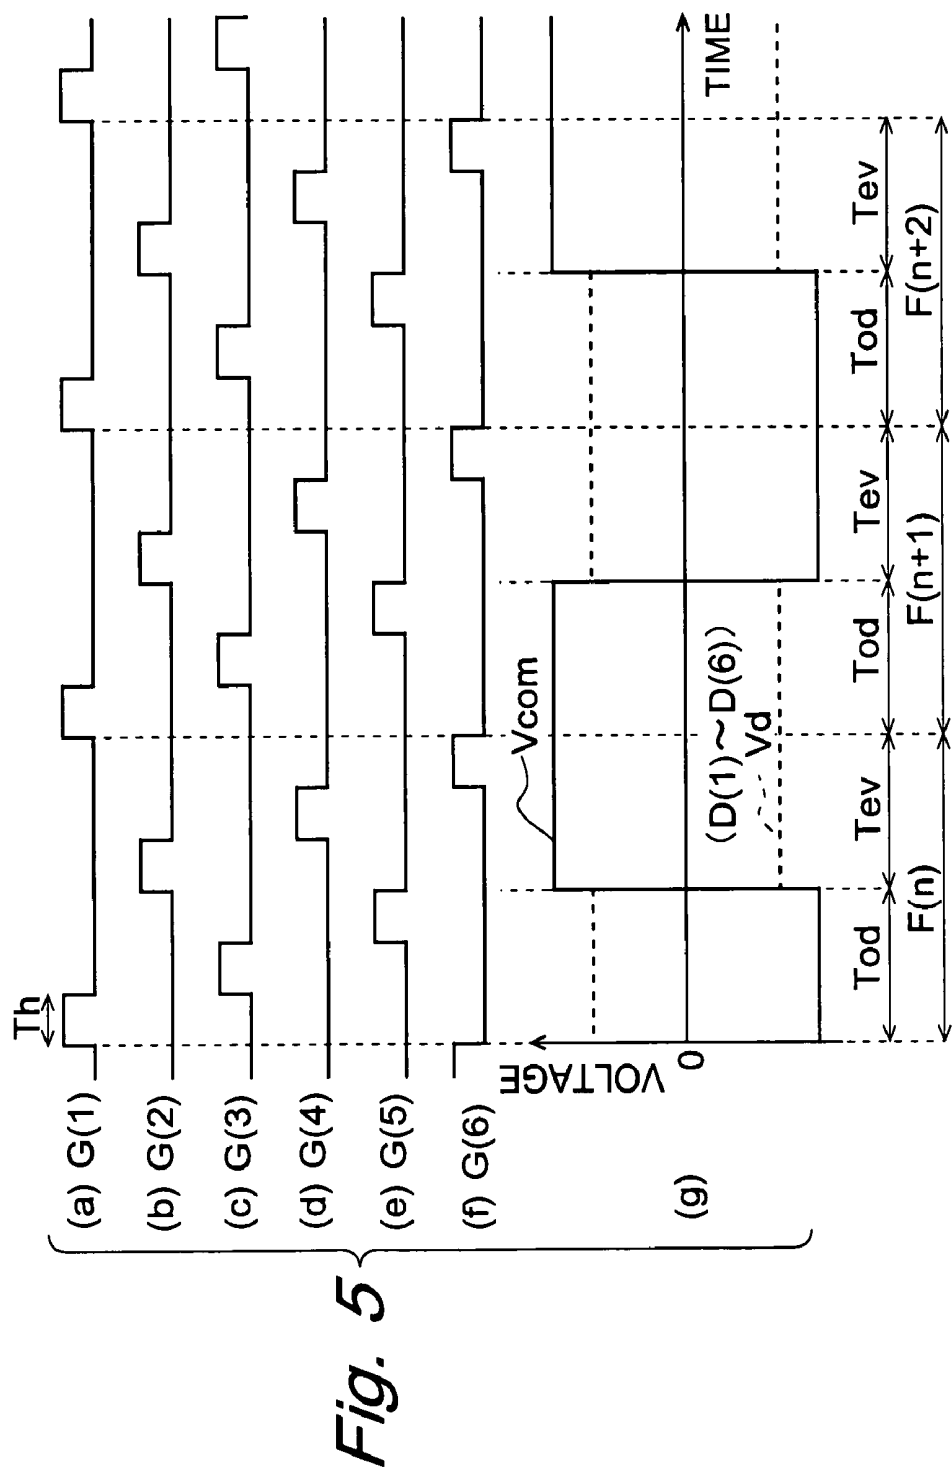 Fig. 5
Th
(a) G(1)
(b) G(2)
(c) G(3)
(d) G(4)
(e) G(5)
(f) G(6)
(g)
VOLTAGE
0
Vcom
(D(1)~D(6))
Vd
TIME
Tod Tev Tod Tev Tod Tev
F(n) F(n+1) F(n+2)